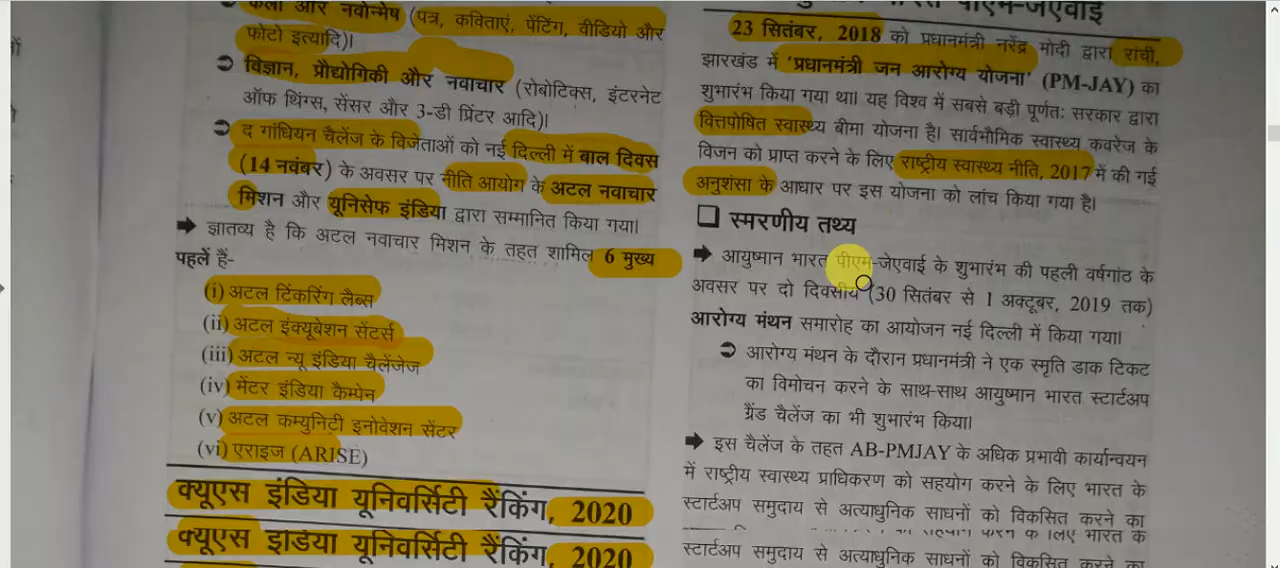 कला और नवोन्मेष (पत्र, कविताएं, पेंटिंग, वीडियो और
फोटो इत्यादि)।
विज्ञान, प्रौद्योगिकी और नवाचार (रोबोटिक्स, इंटरनेट
ऑफ थिंग्स, सेंसर और 3-डी प्रिंटर आदि)।
द गांधियन चैलेंज के विजेताओं को नई दिल्ली में बाल दिवस
(14 नवंबर) के अवसर पर नीति आयोग के अटल नवाचार
मिशन और यूनिसेफ इंडिया द्वारा सम्मानित किया गया।
ज्ञातव्य है कि अटल नवाचार मिशन के तहत शामिल 6 मुख्य
पहलें हैं-
(i) अटल टिंकरिंग लैब्स
(ii) अटल इंक्यूबेशन सेंटर्स
(iii) अटल न्यू इंडिया चैलेंजेज
(iv) मेंटर इंडिया कैम्पेन
(v) अटल कम्युनिटी इनोवेशन सेंटर
(vi) एराइज (ARISE)
क्यूएस इंडिया यूनिवर्सिटी रैंकिंग, 2020
क्यूएस इंडिया यूनिवर्सिटी रैंकिंग, 2020
भारत पीएम-जेएवाई
23 सितंबर, 2018 को प्रधानमंत्री नरेंद्र मोदी द्वारा रांची,
झारखंड में 'प्रधानमंत्री जन आरोग्य योजना' (PM-JAY) का
शुभारंभ किया गया था। यह विश्व में सबसे बड़ी पूर्णतः सरकार द्वारा
वित्तपोषित स्वास्थ्य बीमा योजना है। सार्वभौमिक स्वास्थ्य कवरेज के
विजन को प्राप्त करने के लिए राष्ट्रीय स्वास्थ्य नीति, 2017 में की गई
अनुशंसा के आधार पर इस योजना को लांच किया गया है।
स्मरणीय तथ्य
आयुष्मान भारत पीएम-जेएवाई के शुभारंभ की पहली वर्षगांठ के
अवसर पर दो दिवसीय (30 सितंबर से 1 अक्टूबर, 2019 तक)
आरोग्य मंथन समारोह का आयोजन नई दिल्ली में किया गया।
आरोग्य मंथन के दौरान प्रधानमंत्री ने एक स्मृति डाक टिकट
का विमोचन करने के साथ-साथ आयुष्मान भारत स्टार्टअप
ग्रैंड चैलेंज का भी शुभारंभ किया।
इस चैलेंज के तहत AB-PMJAY के अधिक प्रभावी कार्यान्वयन
में राष्ट्रीय स्वास्थ्य प्राधिकरण को सहयोग करने के लिए भारत के
स्टार्टअप समुदाय से अत्याधुनिक साधनों को विकसित करने का
करने के लिए भारत के
स्टार्टअप समुदाय से अत्याधुनिक साधनों को विकसित करने का